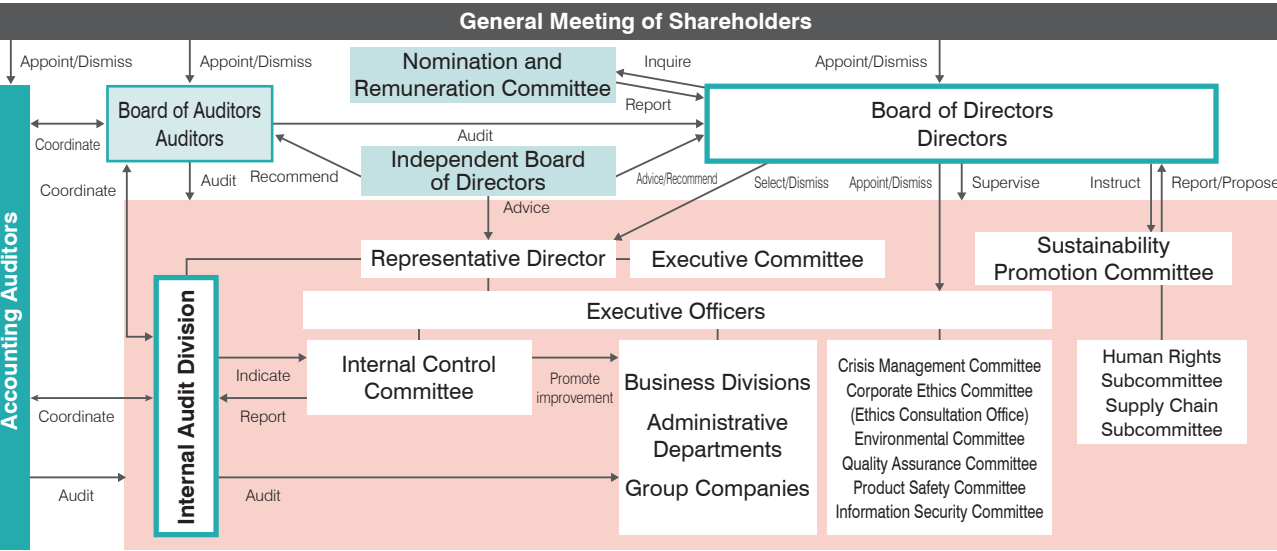 General Meeting of Shareholders
Appoint/Dismiss
Appoint/Dismiss
Nomination and
Remuneration Committee
Inquire
Report
Appoint/Dismiss
Accounting Auditors
Coordinate
Board of Auditors
Auditors
Audit
Board of Directors
Directors
Independent Board
of Directors
Coordinate
Audit
Recommend
Advice
Advice/Recommend
Select/Dismiss
Appoint/Dismiss
Supervise
Instruct
Report/Propose
Representative Director
Executive Committee
Sustainability
Promotion Committee
Executive Officers
Internal Audit Division
Indicate
Report
Internal Control
Committee
Promote
improvement
Business Divisions
Administrative
Departments
Group Companies
Crisis Management Committee
Corporate Ethics Committee
(Ethics Consultation Office)
Environmental Committee
Quality Assurance Committee
Product Safety Committee
Information Security Committee
Human Rights
Subcommittee
Supply Chain
Subcommittee
Coordinate
Audit
Audit